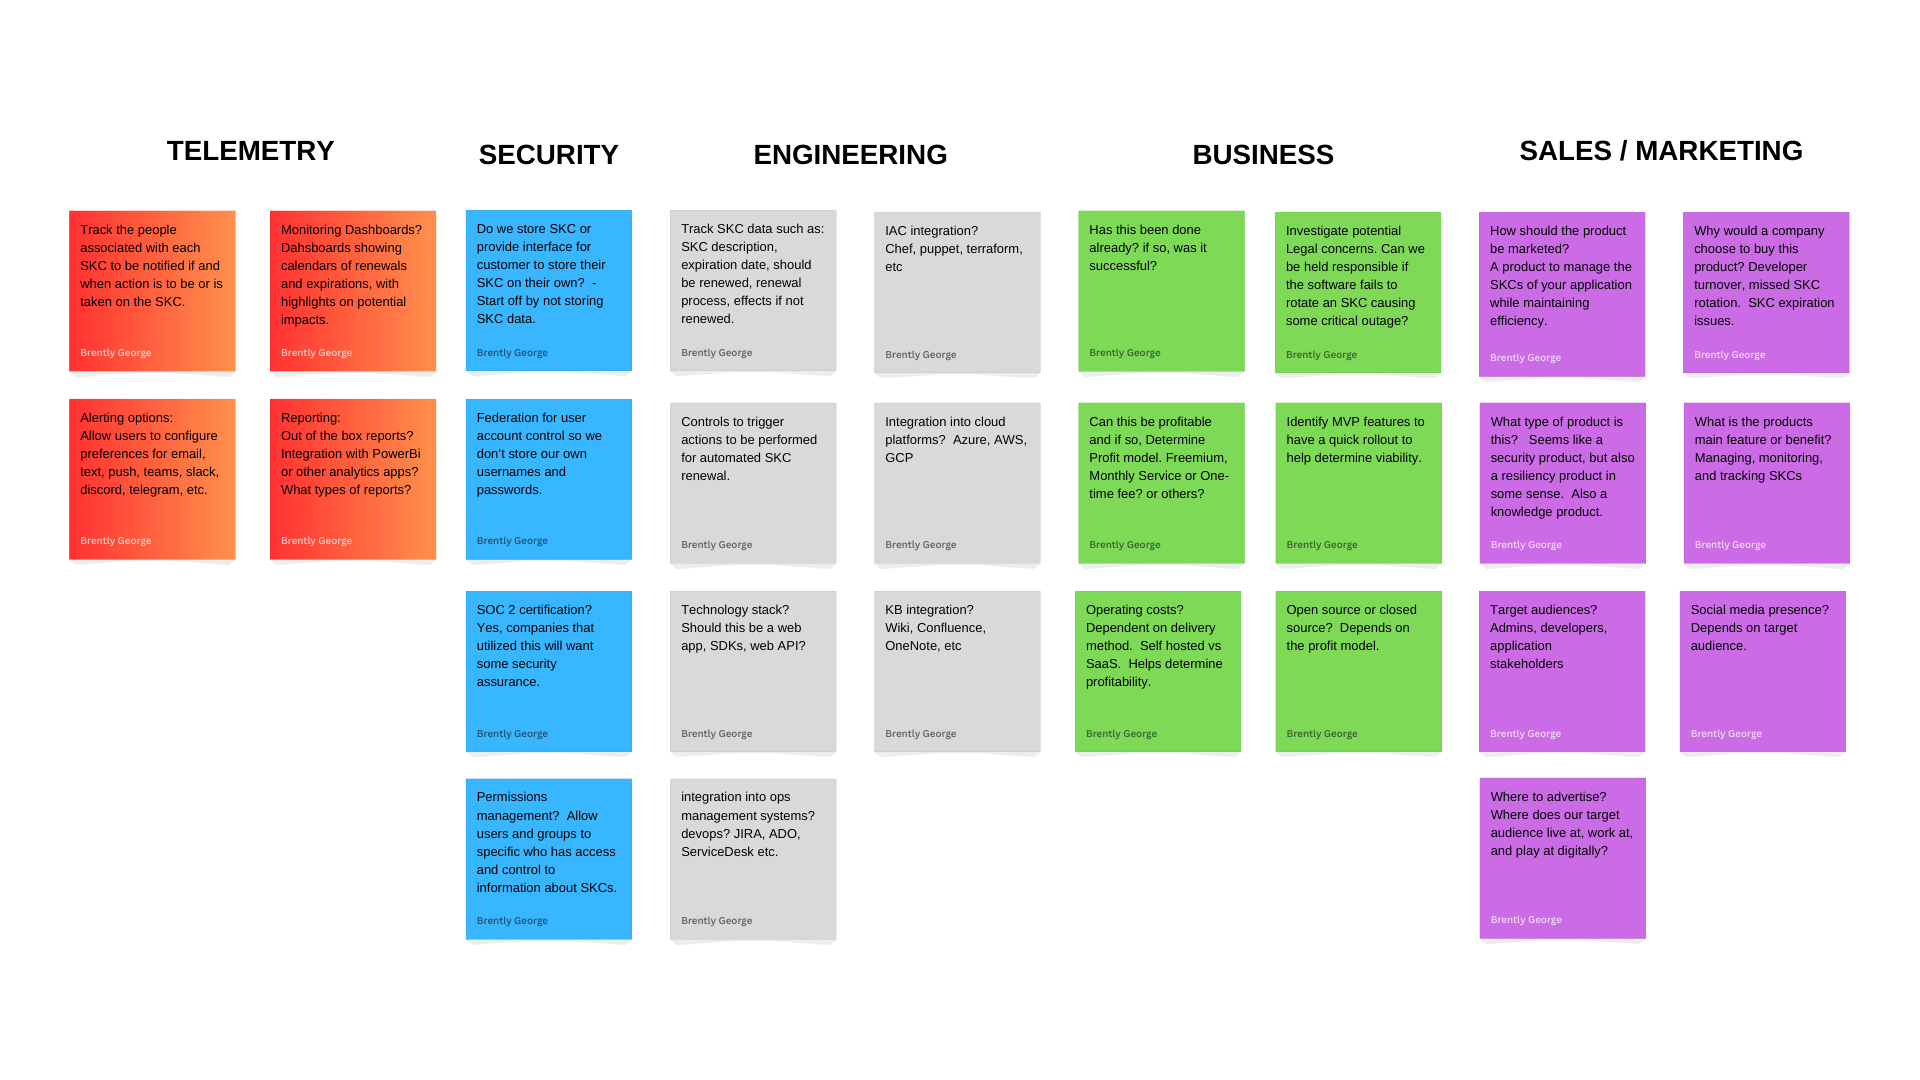 TELEMETRY
Track the people
associated with each
SKC to be notified if and
when action is to be or is
taken on the SKC.
Brently George
Monitoring Dashboards?
Dahsboards showing
calendars of renewals
and expirations, with
highlights on potential
impacts.
Brently George
Alerting options:
Allow users to configure
preferences for email,
text, push, teams, slack,
discord, telegram, etc.
Brently George
Reporting:
Out of the box reports?
Integration with PowerBi
or other analytics apps?
What types of reports?
Brently George
SECURITY
Do we store SKC or
provide interface for
customer to store their
SKC on their own?  -
Start off by not storing
SKC data.
Brently George
Federation for user
account control so we
don't store our own
usernames and
passwords.
Brently George
SOC 2 certification?
Yes, companies that
utilized this will want
some security
assurance.
Brently George
Permissions
management?  Allow
users and groups to
specific who has access
and control to
information about SKCs.
Brently George
ENGINEERING
Track SKC data such as:
SKC description,
expiration date, should
be renewed, renewal
process, effects if not
renewed.
Brently George
IAC integration?
Chef, puppet, terraform,
etc
Brently George
Controls to trigger
actions to be performed
for automated SKC
renewal.
Brently George
Integration into cloud
platforms?  Azure, AWS,
GCP
Brently George
Technology stack?
Should this be a web
app, SDKs, web API?
Brently George
KB integration?
Wiki, Confluence,
OneNote, etc
Brently George
integration into ops
management systems?
devops? JIRA, ADO,
ServiceDesk etc.
Brently George
BUSINESS
Has this been done
already? if so, was it
successful?
Brently George
Investigate potential
Legal concerns. Can we
be held responsible if
the software fails to
rotate an SKC causing
some critical outage?
Brently George
Can this be profitable
and if so, Determine
Profit model. Freemium,
Monthly Service or One-
time fee? or others?
Brently George
Identify MVP features to
have a quick rollout to
help determine viability.
Brently George
Operating costs?
Dependent on delivery
method.  Self hosted vs
SaaS.  Helps determine
profitability.
Brently George
Open source or closed
source?  Depends on
the profit model.
Brently George
SALES / MARKETING
How should the product
be marketed?
A product to manage the
SKCs of your application
while maintaining
efficiency.
Brently George
Why would a company
choose to buy this
product? Developer
turnover, missed SKC
rotation.  SKC expiration
issues.
Brently George
What type of product is
this?   Seems like a
security product, but also
a resiliency product in
some sense.  Also a
knowledge product.
Brently George
What is the products
main feature or benefit?
Managing, monitoring,
and tracking SKCs
Brently George
Target audiences?
Admins, developers,
application
stakeholders
Brently George
Social media presence?
Depends on target
audience.
Brently George
Where to advertise?
Where does our target
audience live at, work at,
and play at digitally?
Brently George